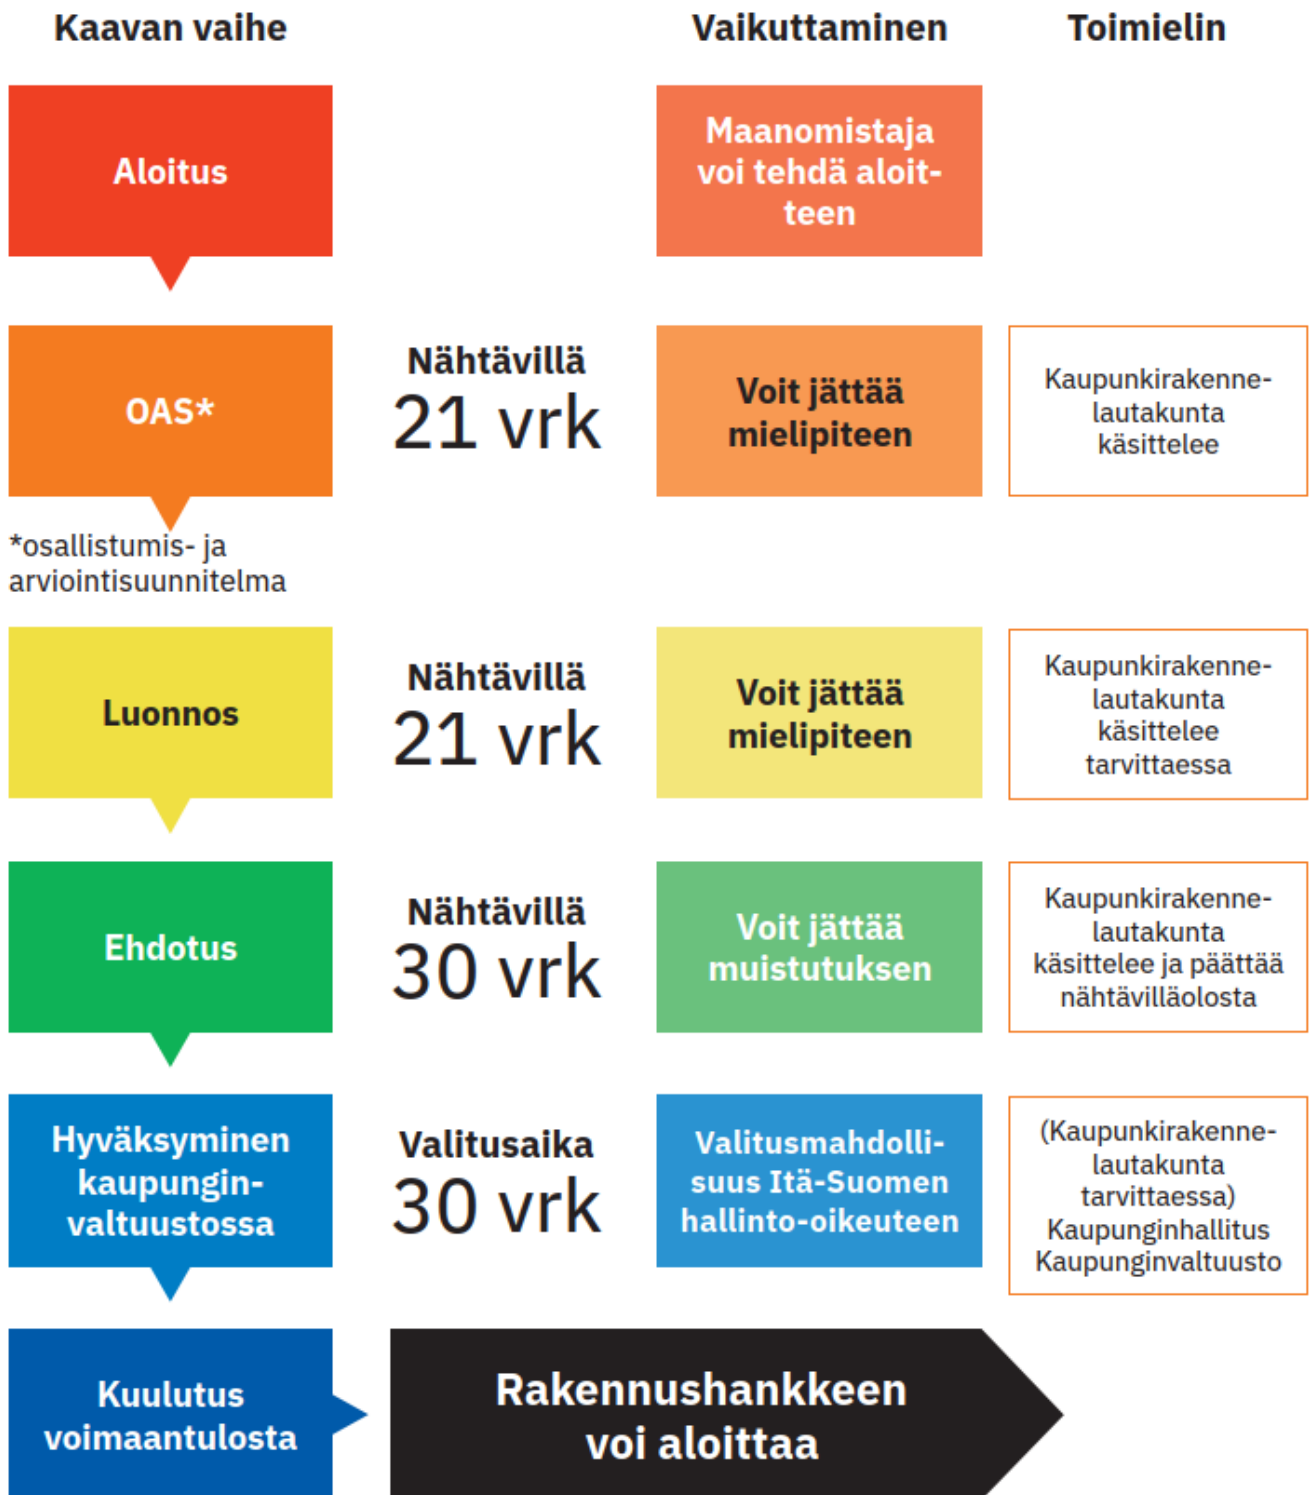 Kaavan vaihe
Vaikuttaminen
Toimielin
Aloitus
Maanomistaja
voi tehdä aloit-
teen
OAS*
Nähtävillä
21 vrk
Voit jättää
mielipiteen
Kaupunkirakenne-
lautakunta
käsittelee
*osallistumis- ja
arviointisuunnitelma
Luonnos
Nähtävillä
21 vrk
Voit jättää
mielipiteen
Kaupunkirakenne-
lautakunta
käsittelee
tarvittaessa
Ehdotus
Nähtävillä
30 vrk
Voit jättää
muistutuksen
Kaupunkirakenne-
lautakunta
käsittelee ja päättää
nähtävilläolosta
Hyväksyminen
kaupungin-
valtuustossa
Valitusaika
30 vrk
Valitusmahdolli-
suus Itä-Suomen
hallinto-oikeuteen
(Kaupunkirakenne-
lautakunta
tarvittaessa)
Kaupunginhallitus
Kaupunginvaltuusto
Kuulutus
voimaantulosta
Rakennushankkeen
voi aloittaa